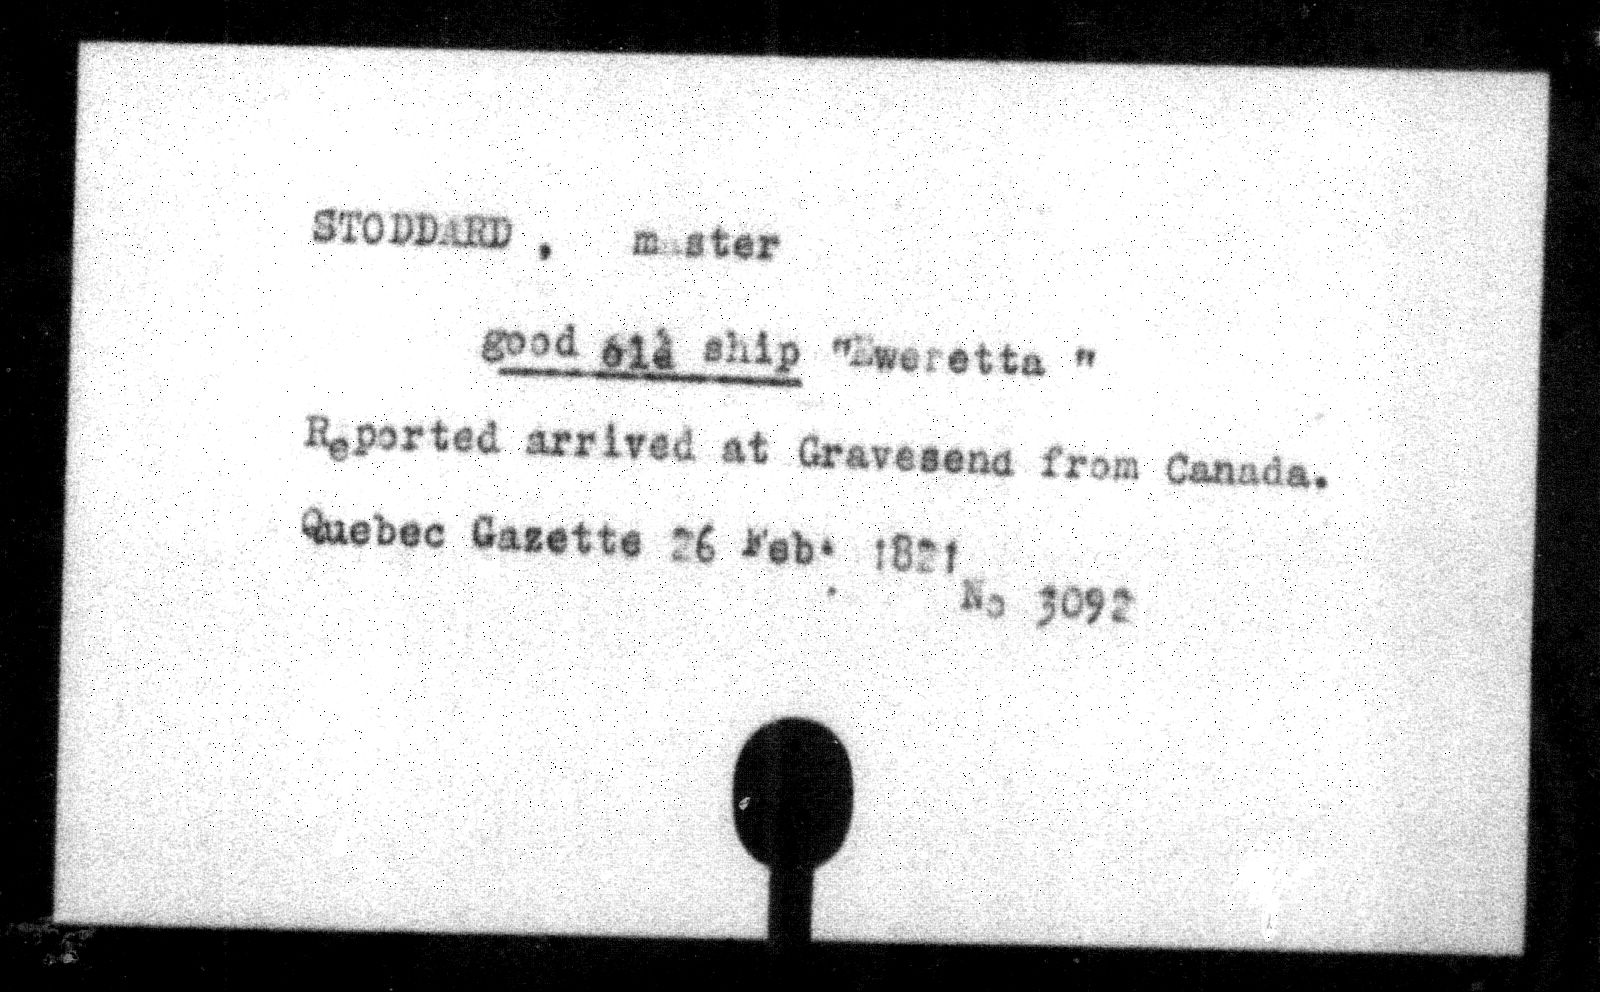 STODDARD , master
good old ship "Eweretta "
Reported arrived at Gravesend from Canada.
Quebec Gazette 26 Feb. 1821
No 3092